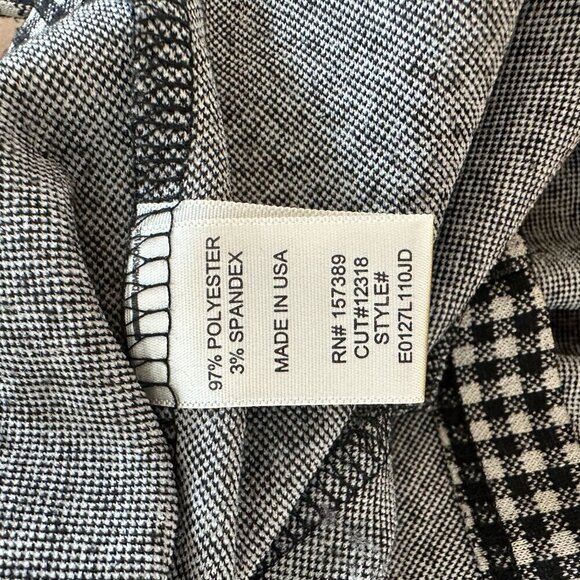 97% POLYESTER
3% SPANDEX
MADE IN USA
RN# 157389
CUT#12318
STYLE#
E0127L110JD